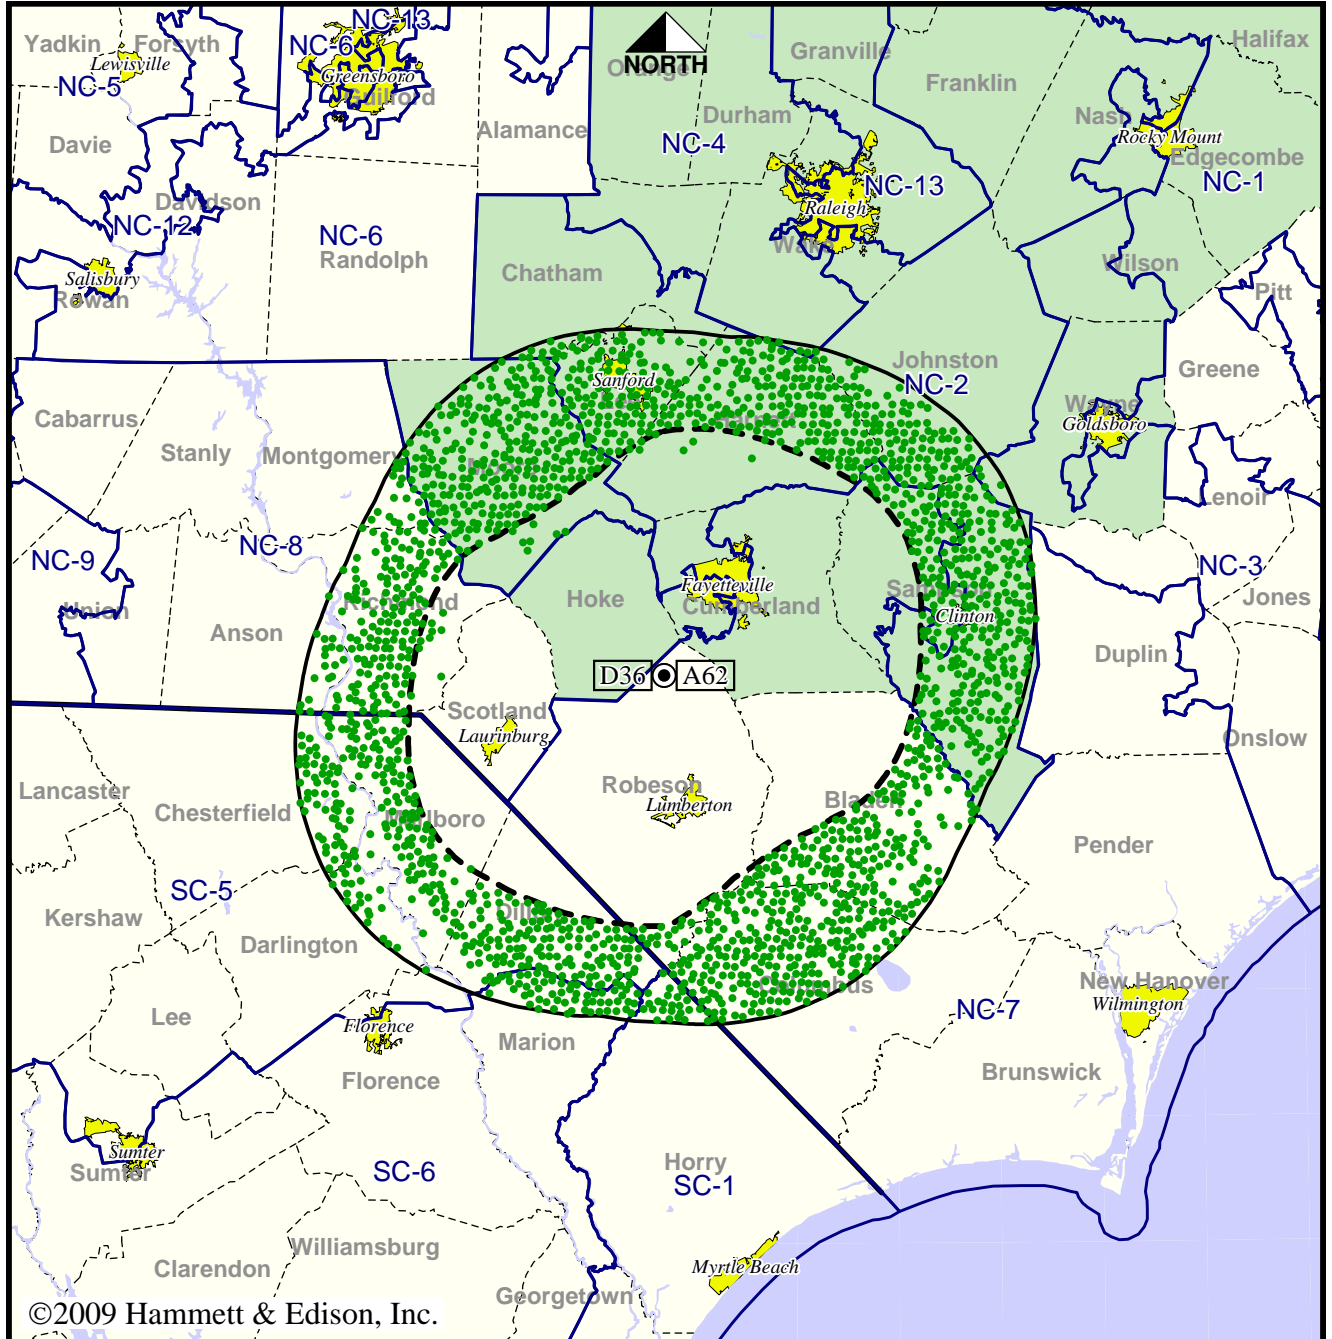 NC-13
Yadkin
Forsyth
NC-6
Granville
Halifax
Lewisville
NORTH
Orange
Greensboro
NC-5
Guilford
Franklin
Durham
Nash
Alamance
Rocky Mount
Davie
NC-4
Edgecombe
NC-1
NC-13
Davidson
Raleigh
NC-12
NC-6
Wake
Randolph
Chatham
Wilson
Salisbury
Rowan
Pitt
Johnston
Greene
Sanford
NC-2
Lee
Wayne
Cabarrus
Harnett
Goldsboro
Stanly
Montgomery
Moore
Lenoir
NC-8
NC-9
NC-3
Fayetteville
Sampson
Hoke
Richmond
Cumberland
Jones
Union
Clinton
Anson
Duplin
D36
A62
Scotland
Laurinburg
Onslow
Robeson
Lancaster
Lumberton
Bladen
Chesterfield
Marlboro
Pender
SC-5
Kershaw
Dillon
Darlington
Columbus
New Hanover
Wilmington
NC-7
Lee
Florence
Marion
Brunswick
Florence
Sumter
Horry
Sumter
SC-6
SC-1
Williamsburg
Clarendon
Myrtle Beach
Georgetown
©2009 Hammett & Edison, Inc.